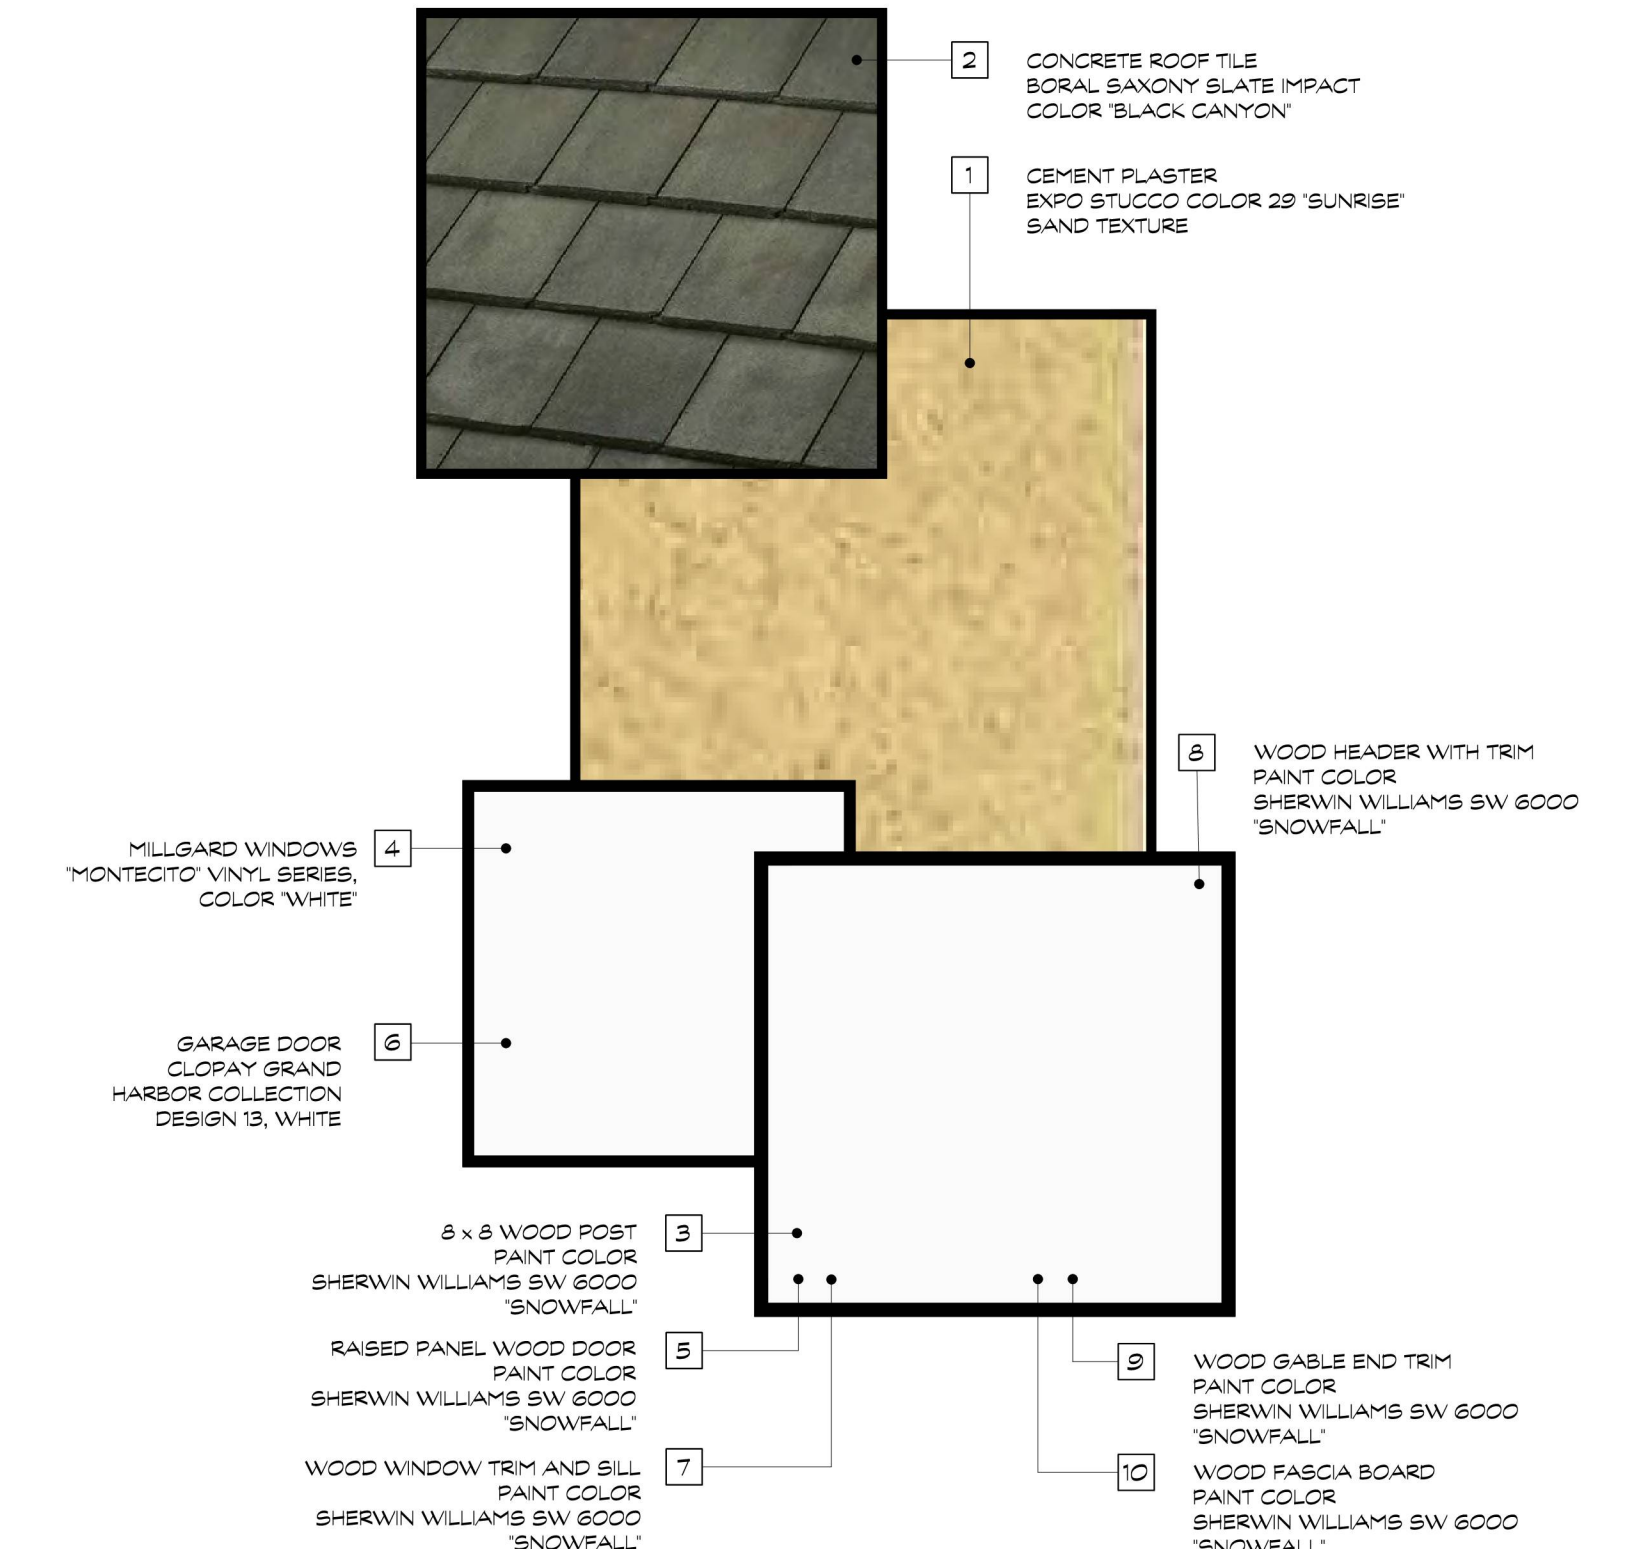 2
CONCRETE ROOF TILE
BORAL SAXONY SLATE IMPACT
COLOR "BLACK CANYON"
1
CEMENT PLASTER
EXPO STUCCO COLOR 29 "SUNRISE"
SAND TEXTURE
8
WOOD HEADER WITH TRIM
PAINT COLOR
SHERWIN WILLIAMS SW 6000
"SNOWFALL"
MILLGARD WINDOWS
"MONTECITO" VINYL SERIES,
COLOR "WHITE"
4
GARAGE DOOR
CLOPAY GRAND
HARBOR COLLECTION
DESIGN 13, WHITE
6
8 x 8 WOOD POST
PAINT COLOR
SHERWIN WILLIAMS SW 6000
"SNOWFALL"
3
RAISED PANEL WOOD DOOR
PAINT COLOR
SHERWIN WILLIAMS SW 6000
"SNOWFALL"
5
WOOD WINDOW TRIM AND SILL
PAINT COLOR
SHERWIN WILLIAMS SW 6000
"SNOWFALL"
7
9
WOOD GABLE END TRIM
PAINT COLOR
SHERWIN WILLIAMS SW 6000
"SNOWFALL"
10
WOOD FASCIA BOARD
PAINT COLOR
SHERWIN WILLIAMS SW 6000
"SNOWFALL"